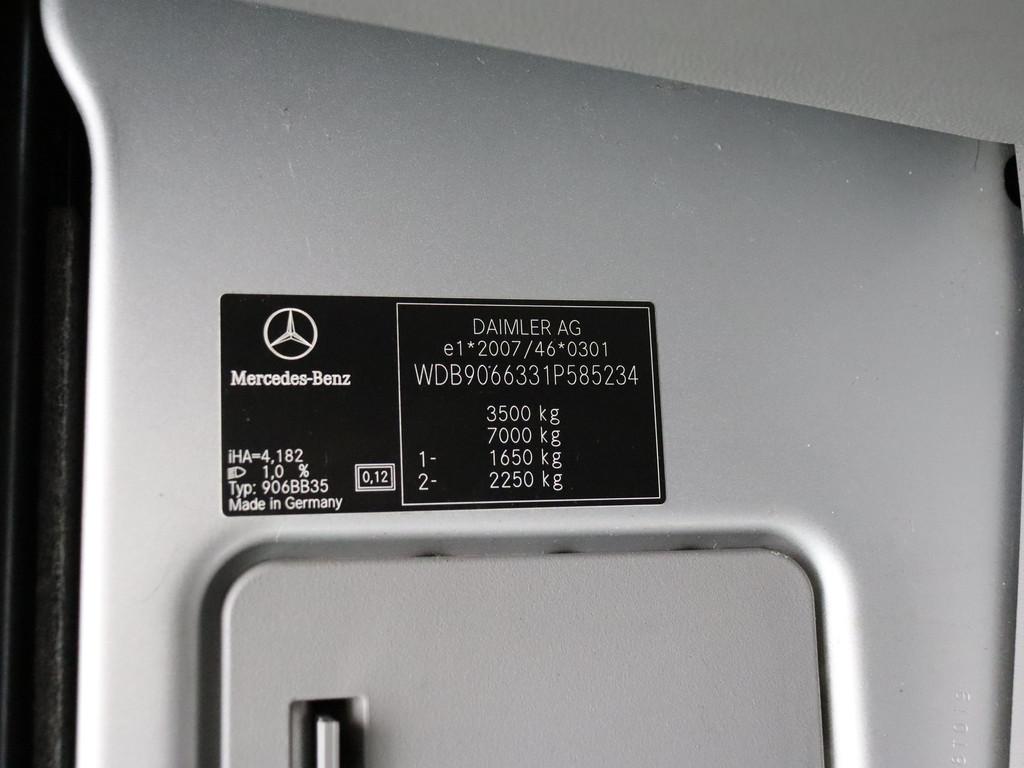 Mercedes-Benz
iHA=4,182
1.0 %
Typ: 906BB35
Made in Germany
0,12
DAIMLER AG
e1*2007/46*0301
WDB9066331P585234
3500 kg
7000 kg
1- 1650 kg
2- 2250 kg